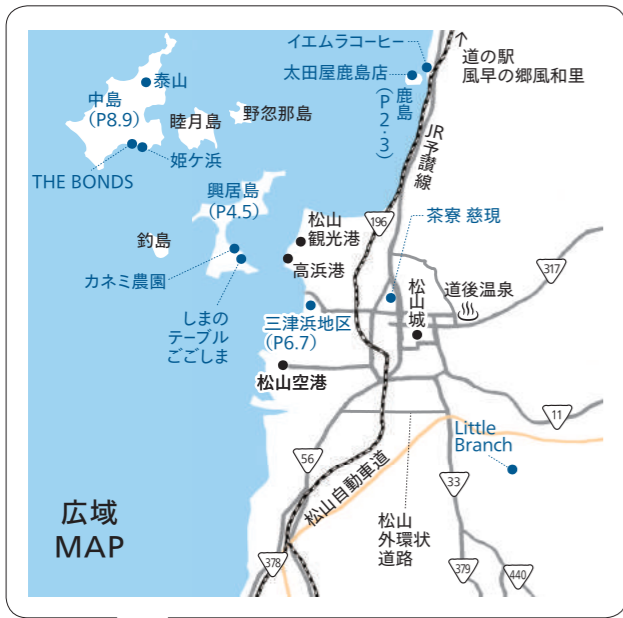 イエムラコーヒー
太田屋鹿島店
道の駅
風早の郷風和里
泰山
中島
(P8.9)
睦月島
野忽那島
鹿島
(P2・3)
JR予讃線
THE BONDS
姫ケ浜
興居島
(P4.5)
釣島
松山
観光港
196
茶寮 慈現
317
カネミ農園
高浜港
松山城
道後温泉
しまの
テーブル
ごごしま
三津浜地区
(P6.7)
松山空港
11
Little
Branch
56
松山自動車道
33
広域
MAP
松山
外環状
道路
378
379
440